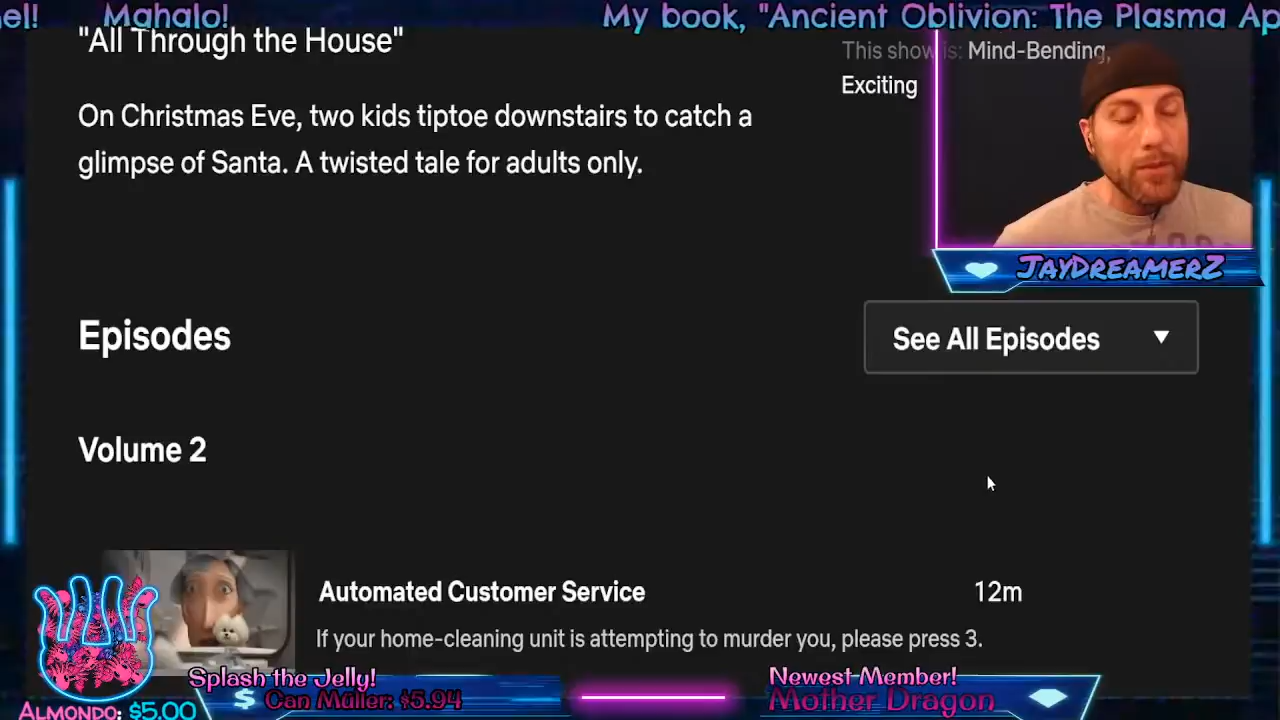 el! Mahalo! My book, "Ancient Oblivion: The Plasma Ap
"All Through the House"
This show is: Mind-Bending,
Exciting
On Christmas Eve, two kids tiptoe downstairs to catch a
glimpse of Santa. A twisted tale for adults only.
JayDreamerZ
Episodes
See All Episodes
Volume 2
Automated Customer Service 12m
If your home-cleaning unit is attempting to murder you, please press 3.
Splash the Jelly!
$ Can Müller: $5.94
Newest Member!
Mother Dragon
Almondo: $5.00